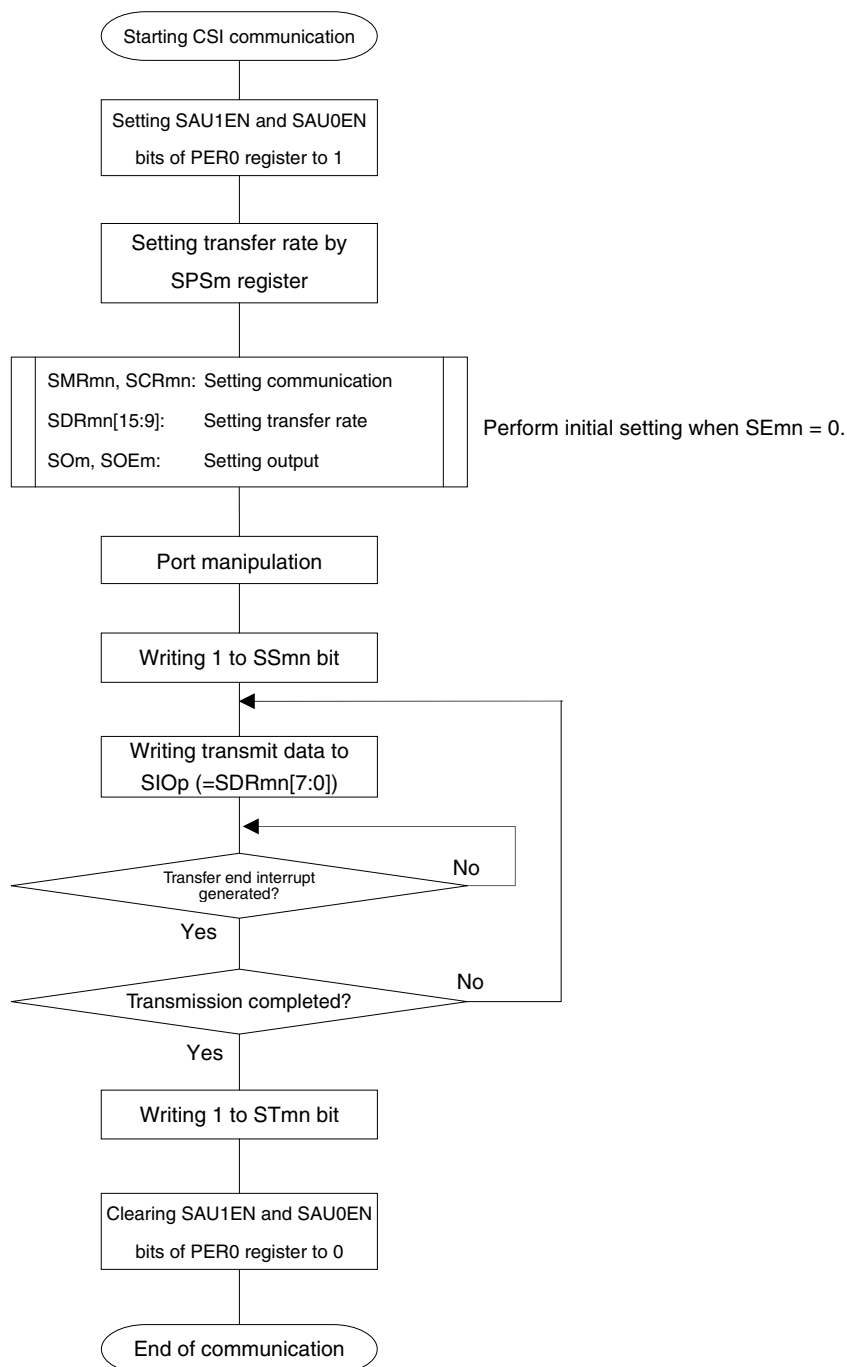 Starting CSI communication
Setting SAU1EN and SAU0EN
bits of PER0 register to 1
Setting transfer rate by
SPSm register
SMRmn, SCRmn: Setting communication
SDRmn[15:9]: Setting transfer rate
SOm, SOEm: Setting output
Perform initial setting when SEmn = 0.
Port manipulation
Writing 1 to SSmn bit
Writing transmit data to
SIOp (=SDRmn[7:0])
Transfer end interrupt
generated?
No
Yes
Transmission completed?
No
Yes
Writing 1 to STmn bit
Clearing SAU1EN and SAU0EN
bits of PER0 register to 0
End of communication